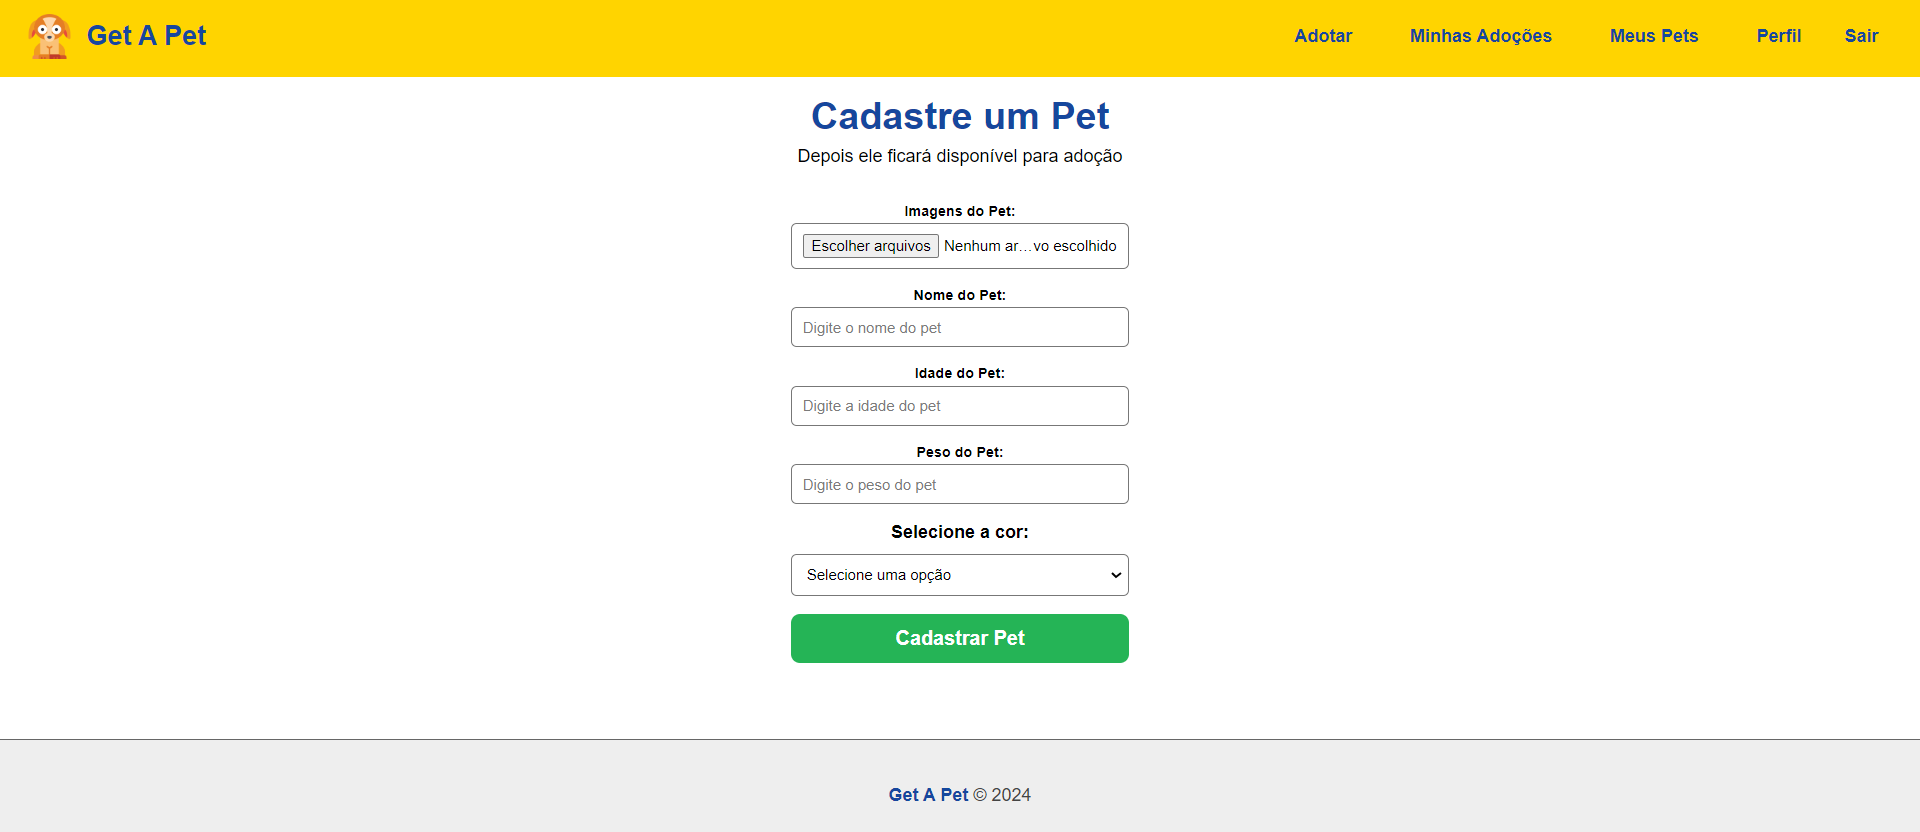 Get A Pet
Adotar
Minhas Adoções
Meus Pets
Perfil
Sair
Cadastre um Pet
Depois ele ficará disponível para adoção
Imagens do Pet:
Escolher arquivos Nenhum ar…vo escolhido
Nome do Pet:
Digite o nome do pet
Idade do Pet:
Digite a idade do pet
Peso do Pet:
Digite o peso do pet
Selecione a cor:
Selecione uma opção
Cadastrar Pet
Get A Pet © 2024